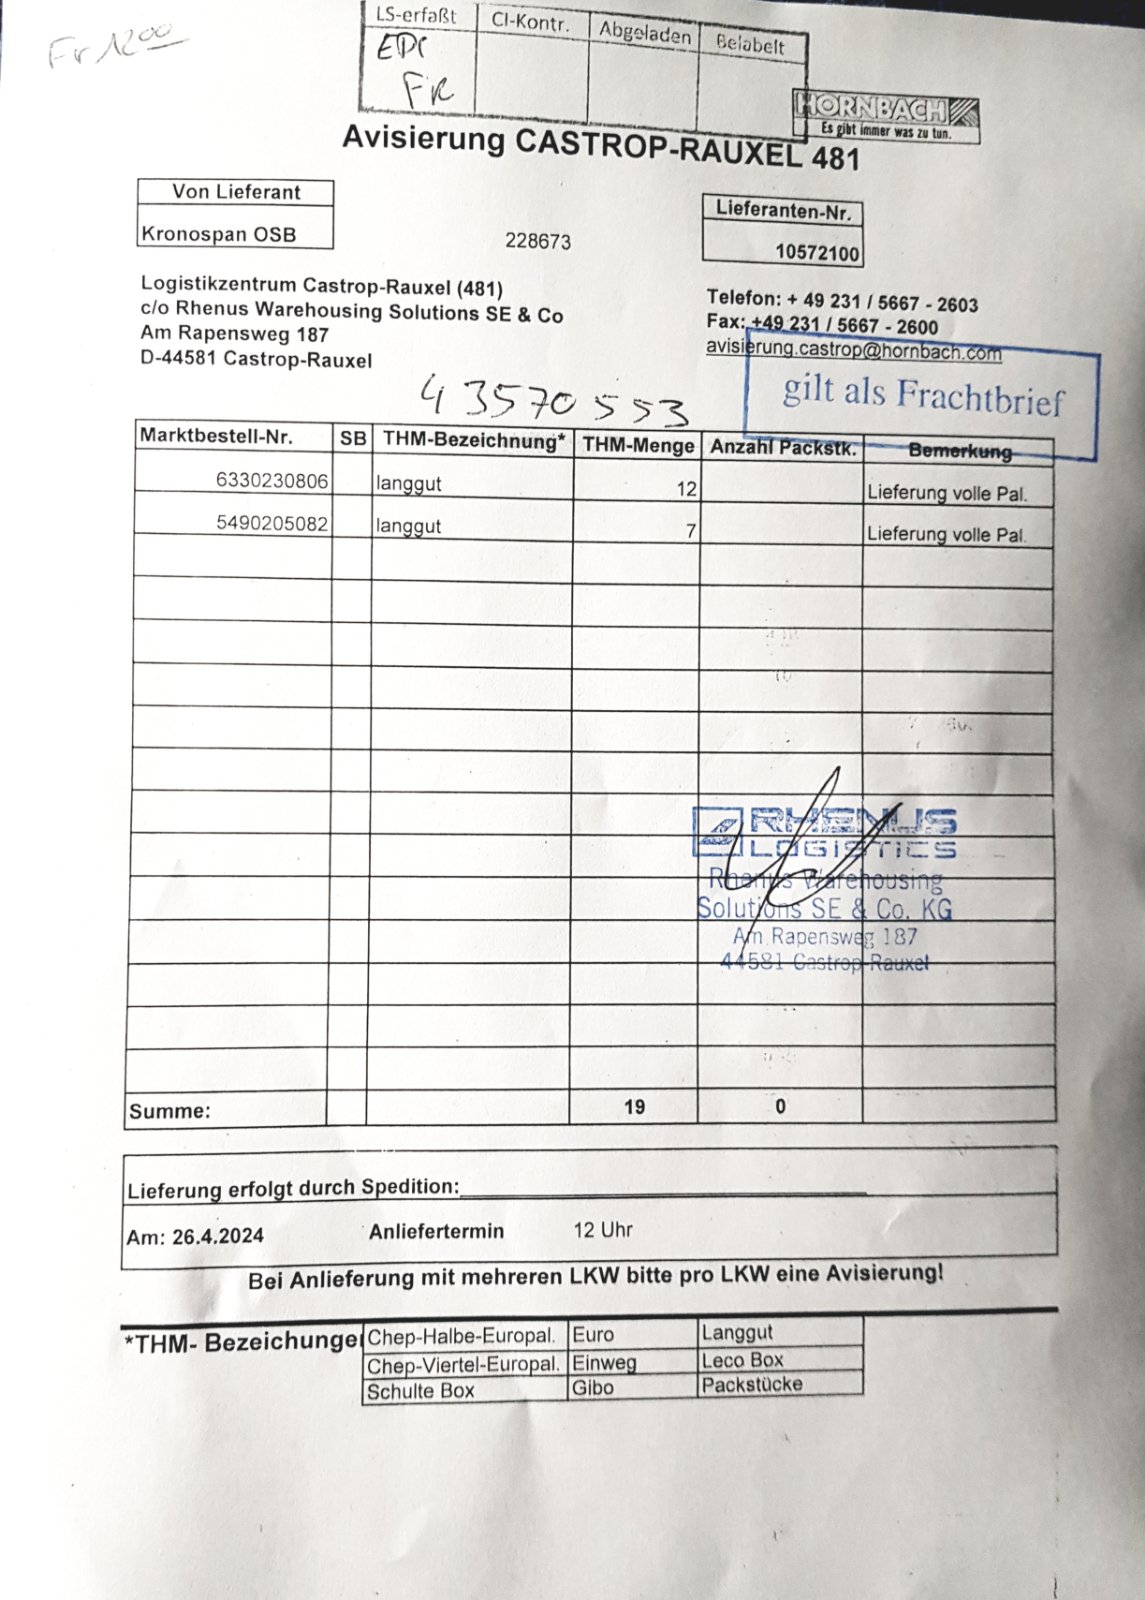 Fr 12 00
LS-erfaßt CI-Kontr. Abgeladen Belabelt
EDI
FR
HORNBACH
Es gibt immer was zu tun.
Avisierung CASTROP-RAUXEL 481
Von Lieferant
Kronospan OSB
228673
Lieferanten-Nr.
10572100
Logistikzentrum Castrop-Rauxel (481)
c/o Rhenus Warehousing Solutions SE & Co
Am Rapensweg 187
D-44581 Castrop-Rauxel
Telefon: + 49 231 / 5667 - 2603
Fax: +49 231 / 5667 - 2600
avisierung.castrop@hornbach.com
gilt als Frachtbrief
43570553
Marktbestell-Nr. SB THM-Bezeichnung* THM-Menge Anzahl Packstk. Bemerkung
6330230806 langgut 12 Lieferung volle Pal.
5490205082 langgut 7 Lieferung volle Pal.
RHENUS
LOGISTICS
Rhenus Warehousing
Solutions SE & Co. KG
Am Rapensweg 187
44581 Castrop-Rauxel
Summe: 19 0
Lieferung erfolgt durch Spedition:
Am: 26.4.2024 Anliefertermin 12 Uhr
Bei Anlieferung mit mehreren LKW bitte pro LKW eine Avisierung!
*THM- Bezeichunge Chep-Halbe-Europal. Euro Langgut
Chep-Viertel-Europal. Einweg Leco Box
Schulte Box Gibo Packstücke